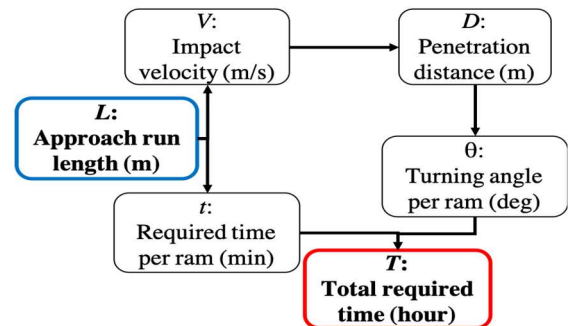 V:
Impact
velocity (m/s)
D:
Penetration
distance (m)
L:
Approach run
length (m)
θ:
Turning angle
per ram (deg)
t:
Required time
per ram (min)
T:
Total required
time (hour)